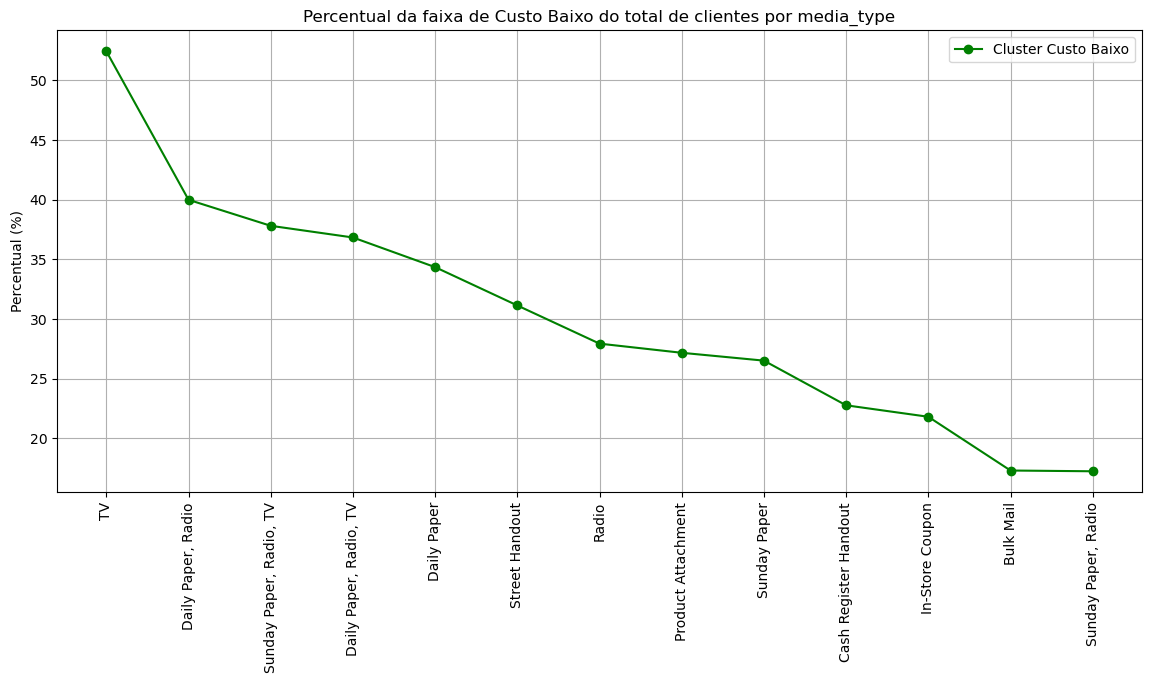 Percentual da faixa de Custo Baixo do total de clientes por media_type
Cluster Custo Baixo
Percentual (%)
50
45
40
35
30
25
20
TV
Daily Paper, Radio
Sunday Paper, Radio, TV
Daily Paper, Radio, TV
Daily Paper
Street Handout
Radio
Product Attachment
Sunday Paper
Cash Register Handout
In-Store Coupon
Bulk Mail
Sunday Paper, Radio